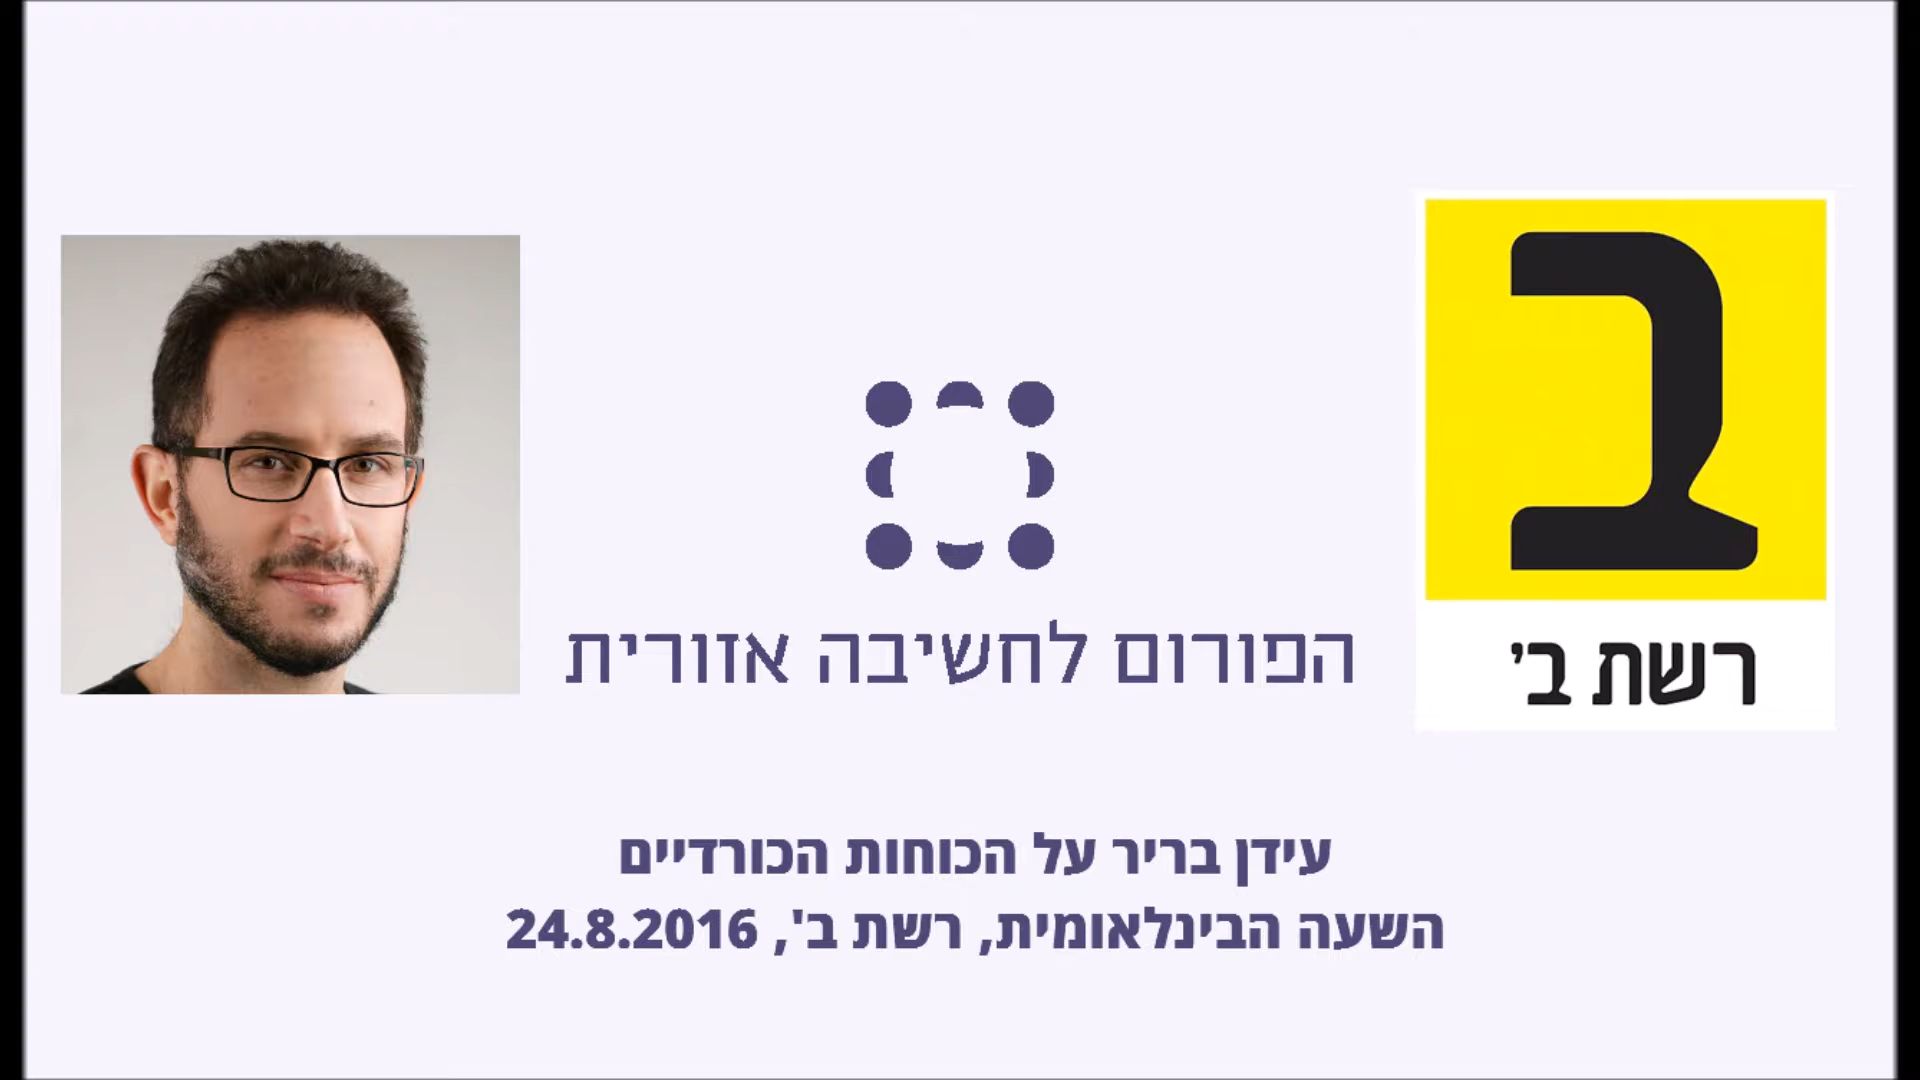 ב
רשת ב'
הפורום לחשיבה אזורית
עידן בריר על הכוחות הכורדיים
השעה הבינלאומית, רשת ב', 24.8.2016